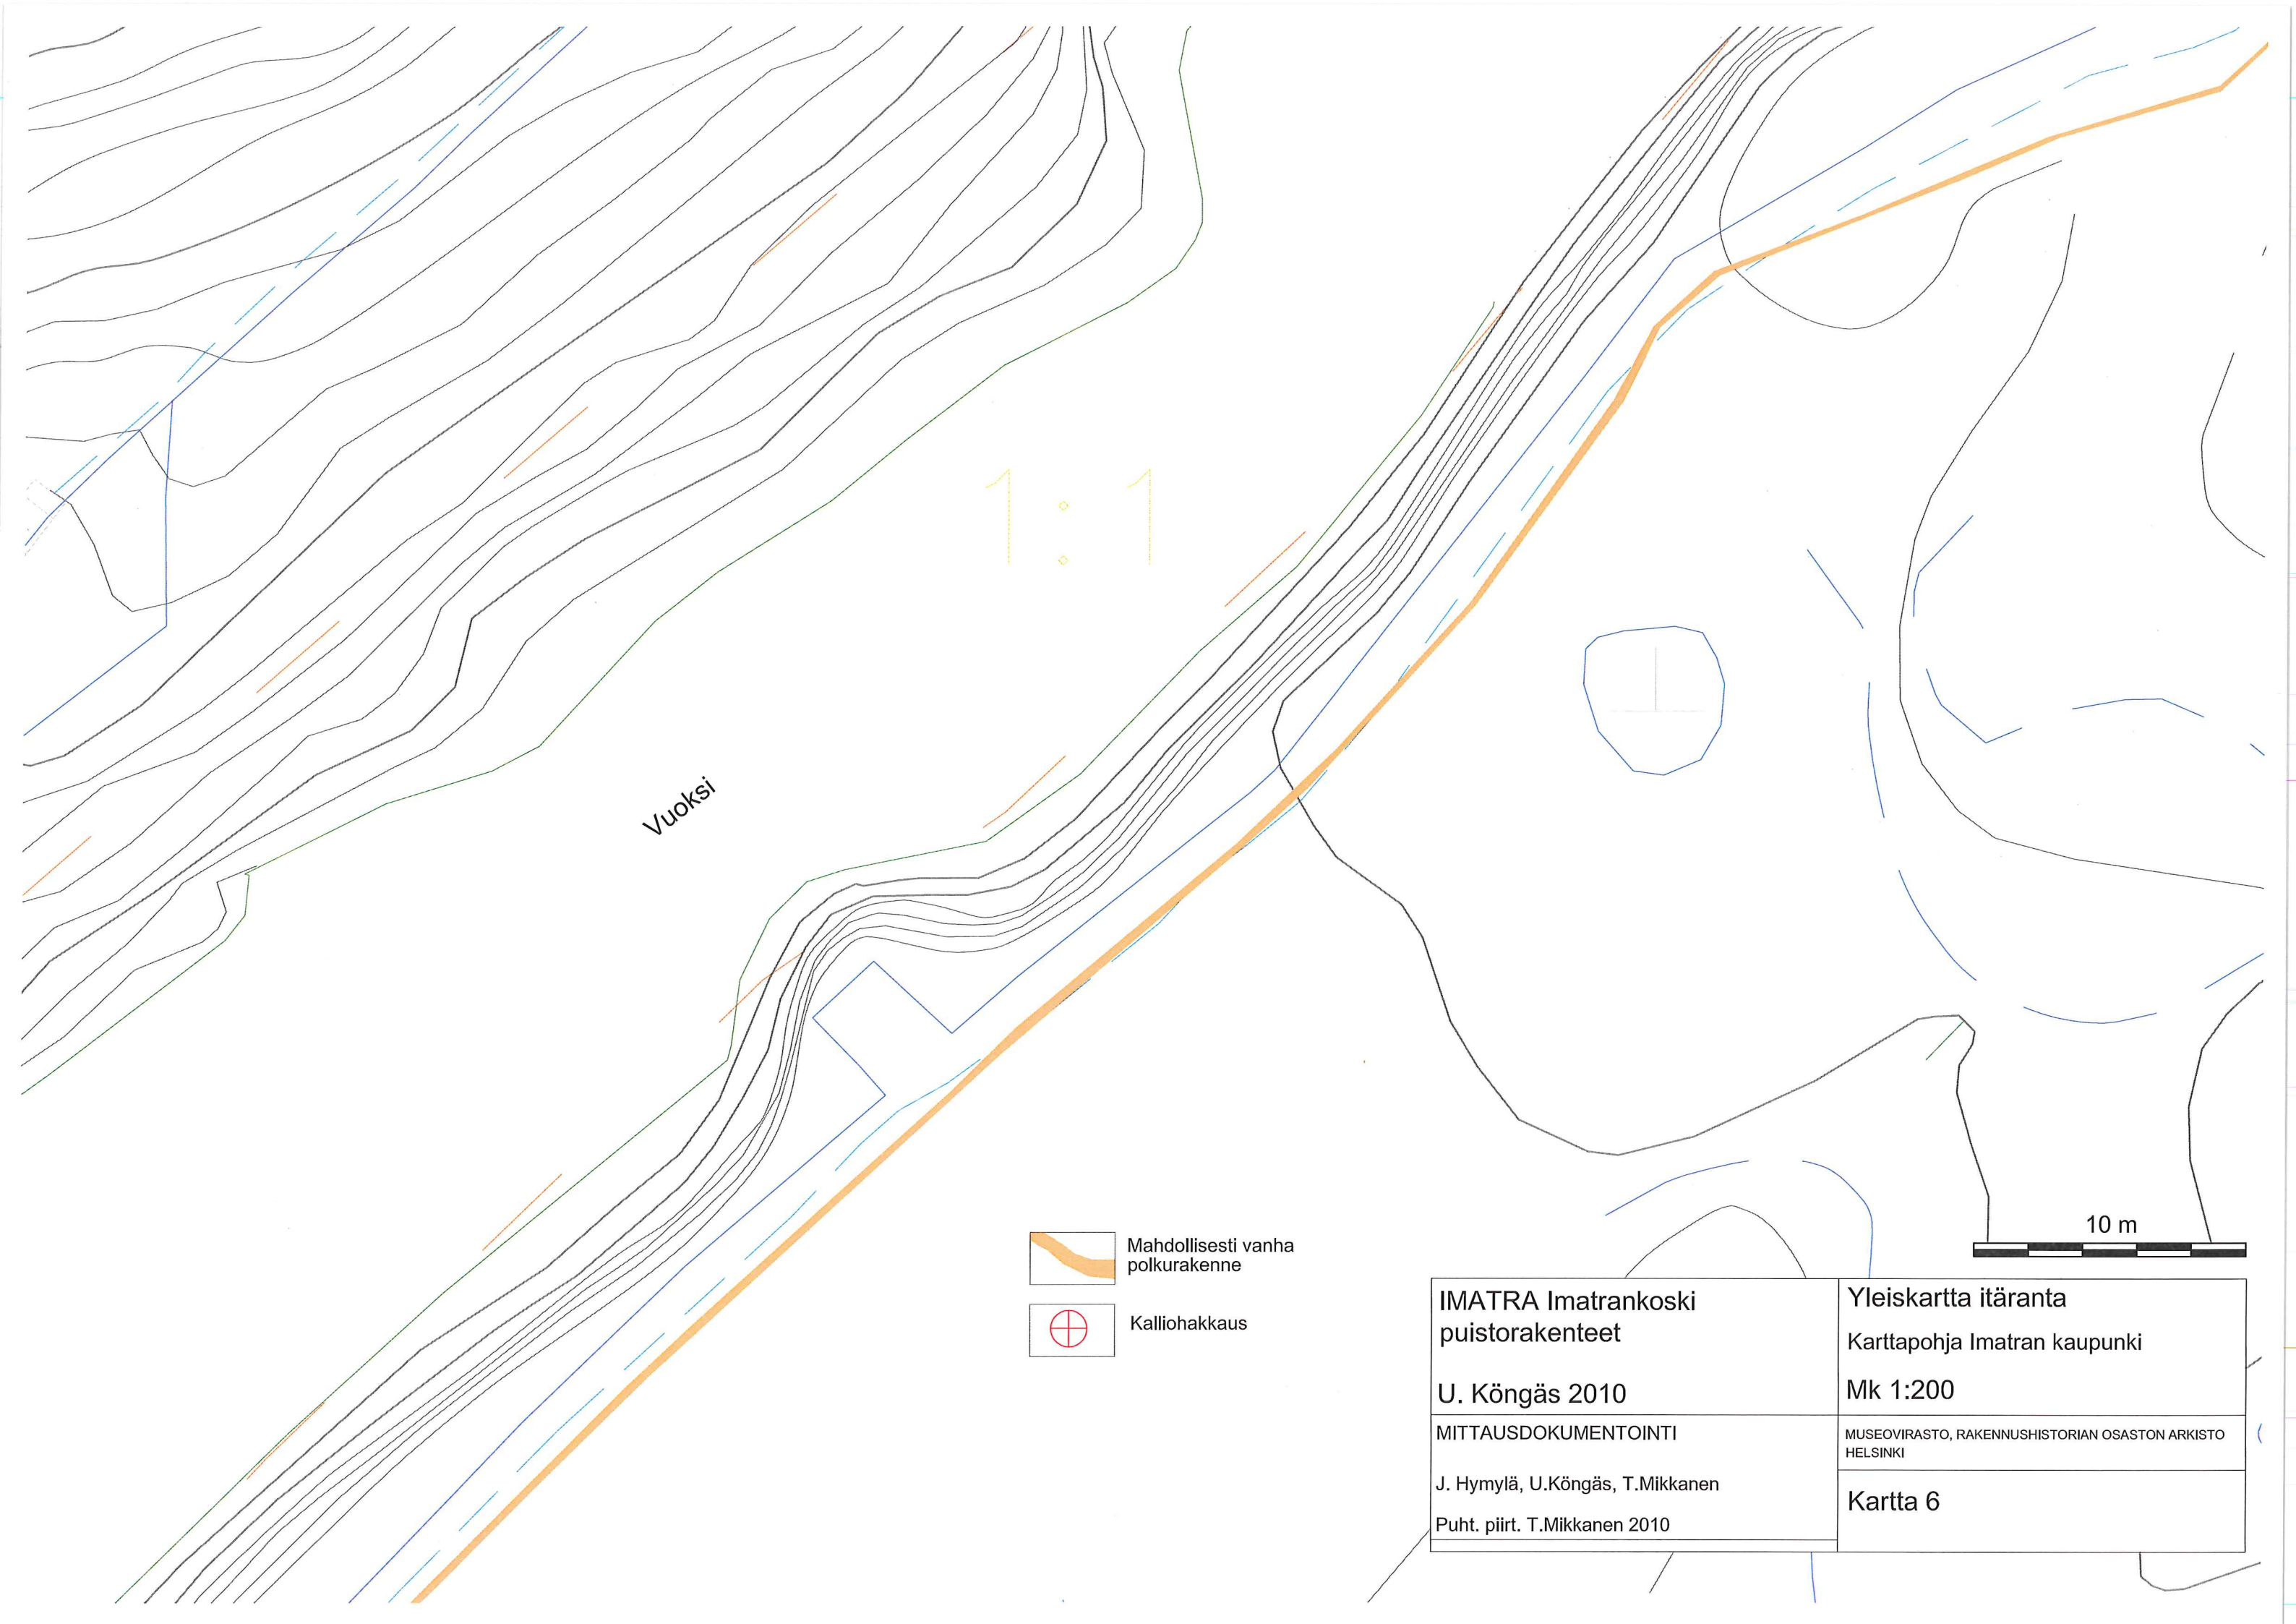 1:1
Vuoksi
Mahdollisesti vanha
polkurakenne
Kalliohakkaus
10 m
IMATRA Imatrankoski
puistorakenteet
U. Köngäs 2010
MITTAUSDOKUMENTOINTI
J. Hymylä, U.Köngäs, T.Mikkanen
Puht. piirt. T.Mikkanen 2010
Yleiskartta itäranta
Karttapohja Imatran kaupunki
Mk 1:200
MUSEOVIRASTO, RAKENNUSHISTORIAN OSASTON ARKISTO
HELSINKI
Kartta 6